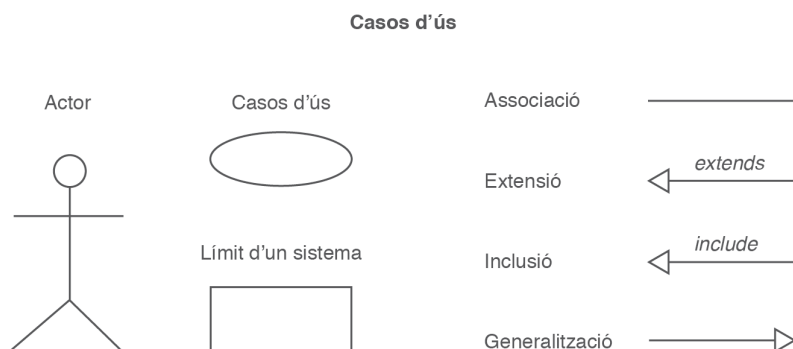 Casos d'ús
Actor
Casos d'ús
Límit d'un sistema
Associació
Extensió
extends
Inclusió
include
Generalització